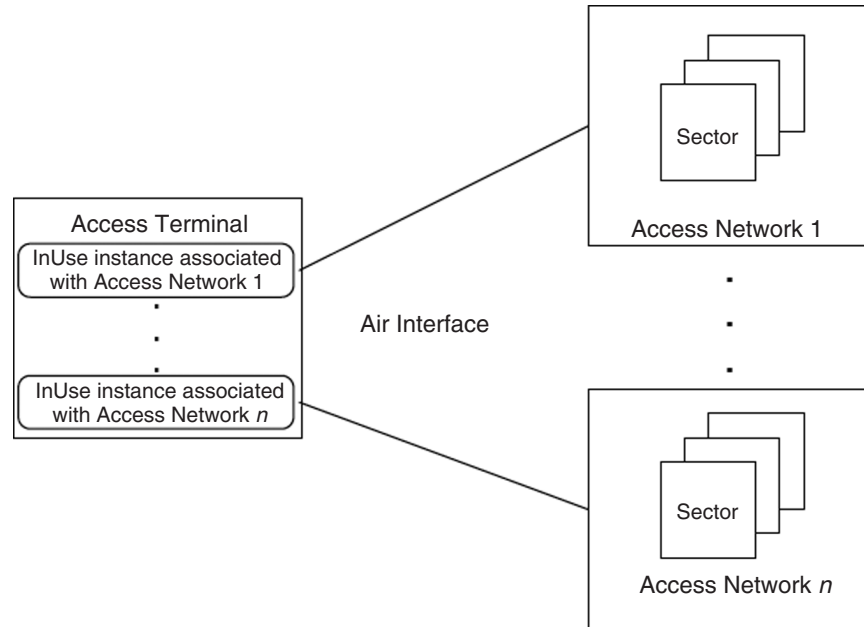 Sector
Access Network 1
Access Terminal
InUse instance associated
with Access Network 1
Air Interface
InUse instance associated
with Access Network n
Sector
Access Network n